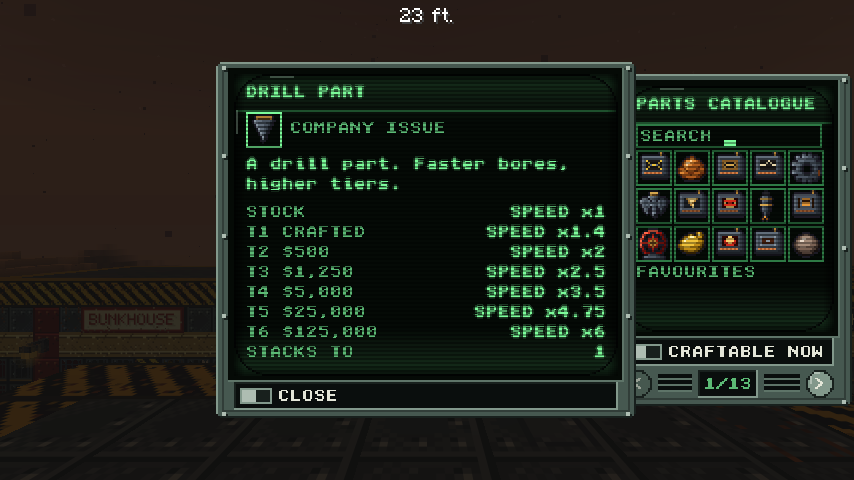 23 ft.
DRILL PART
COMPANY ISSUE
A drill part. Faster bores,
higher tiers.
STOCK SPEED x1
T1 CRAFTED SPEED x1.4
T2 $500 SPEED x2
T3 $1,250 SPEED x2.5
T4 $5,000 SPEED x3.5
T5 $25,000 SPEED x4.75
T6 $125,000 SPEED x6
STACKS TO 1
CLOSE
PARTS CATALOGUE
SEARCH
FAVOURITES
CRAFTABLE NOW
1/13
BUNKHOUSE